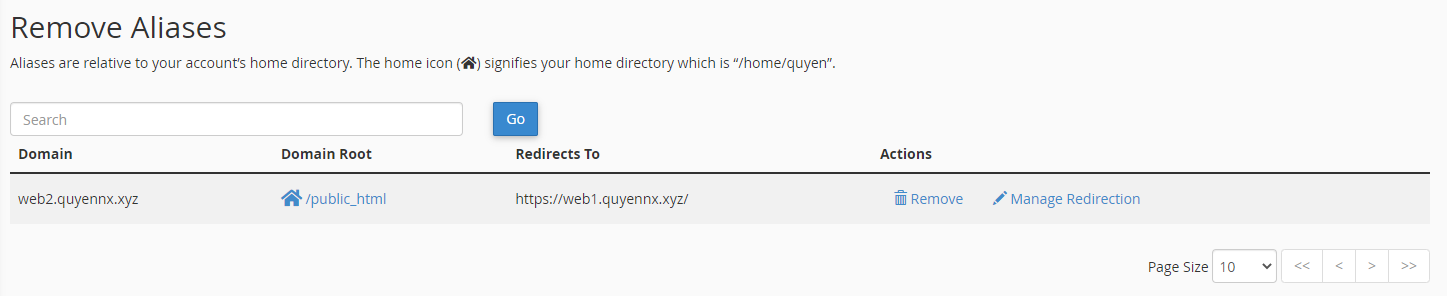 Remove Aliases
Aliases are relative to your account’s home directory. The home icon () signifies your home directory which is “/home/quyen”.
Search Go
Domain Domain Root Redirects To Actions
web2.quyennx.xyz /public_html https://web1.quyennx.xyz/ Remove Manage Redirection
Page Size 10 << < > >>